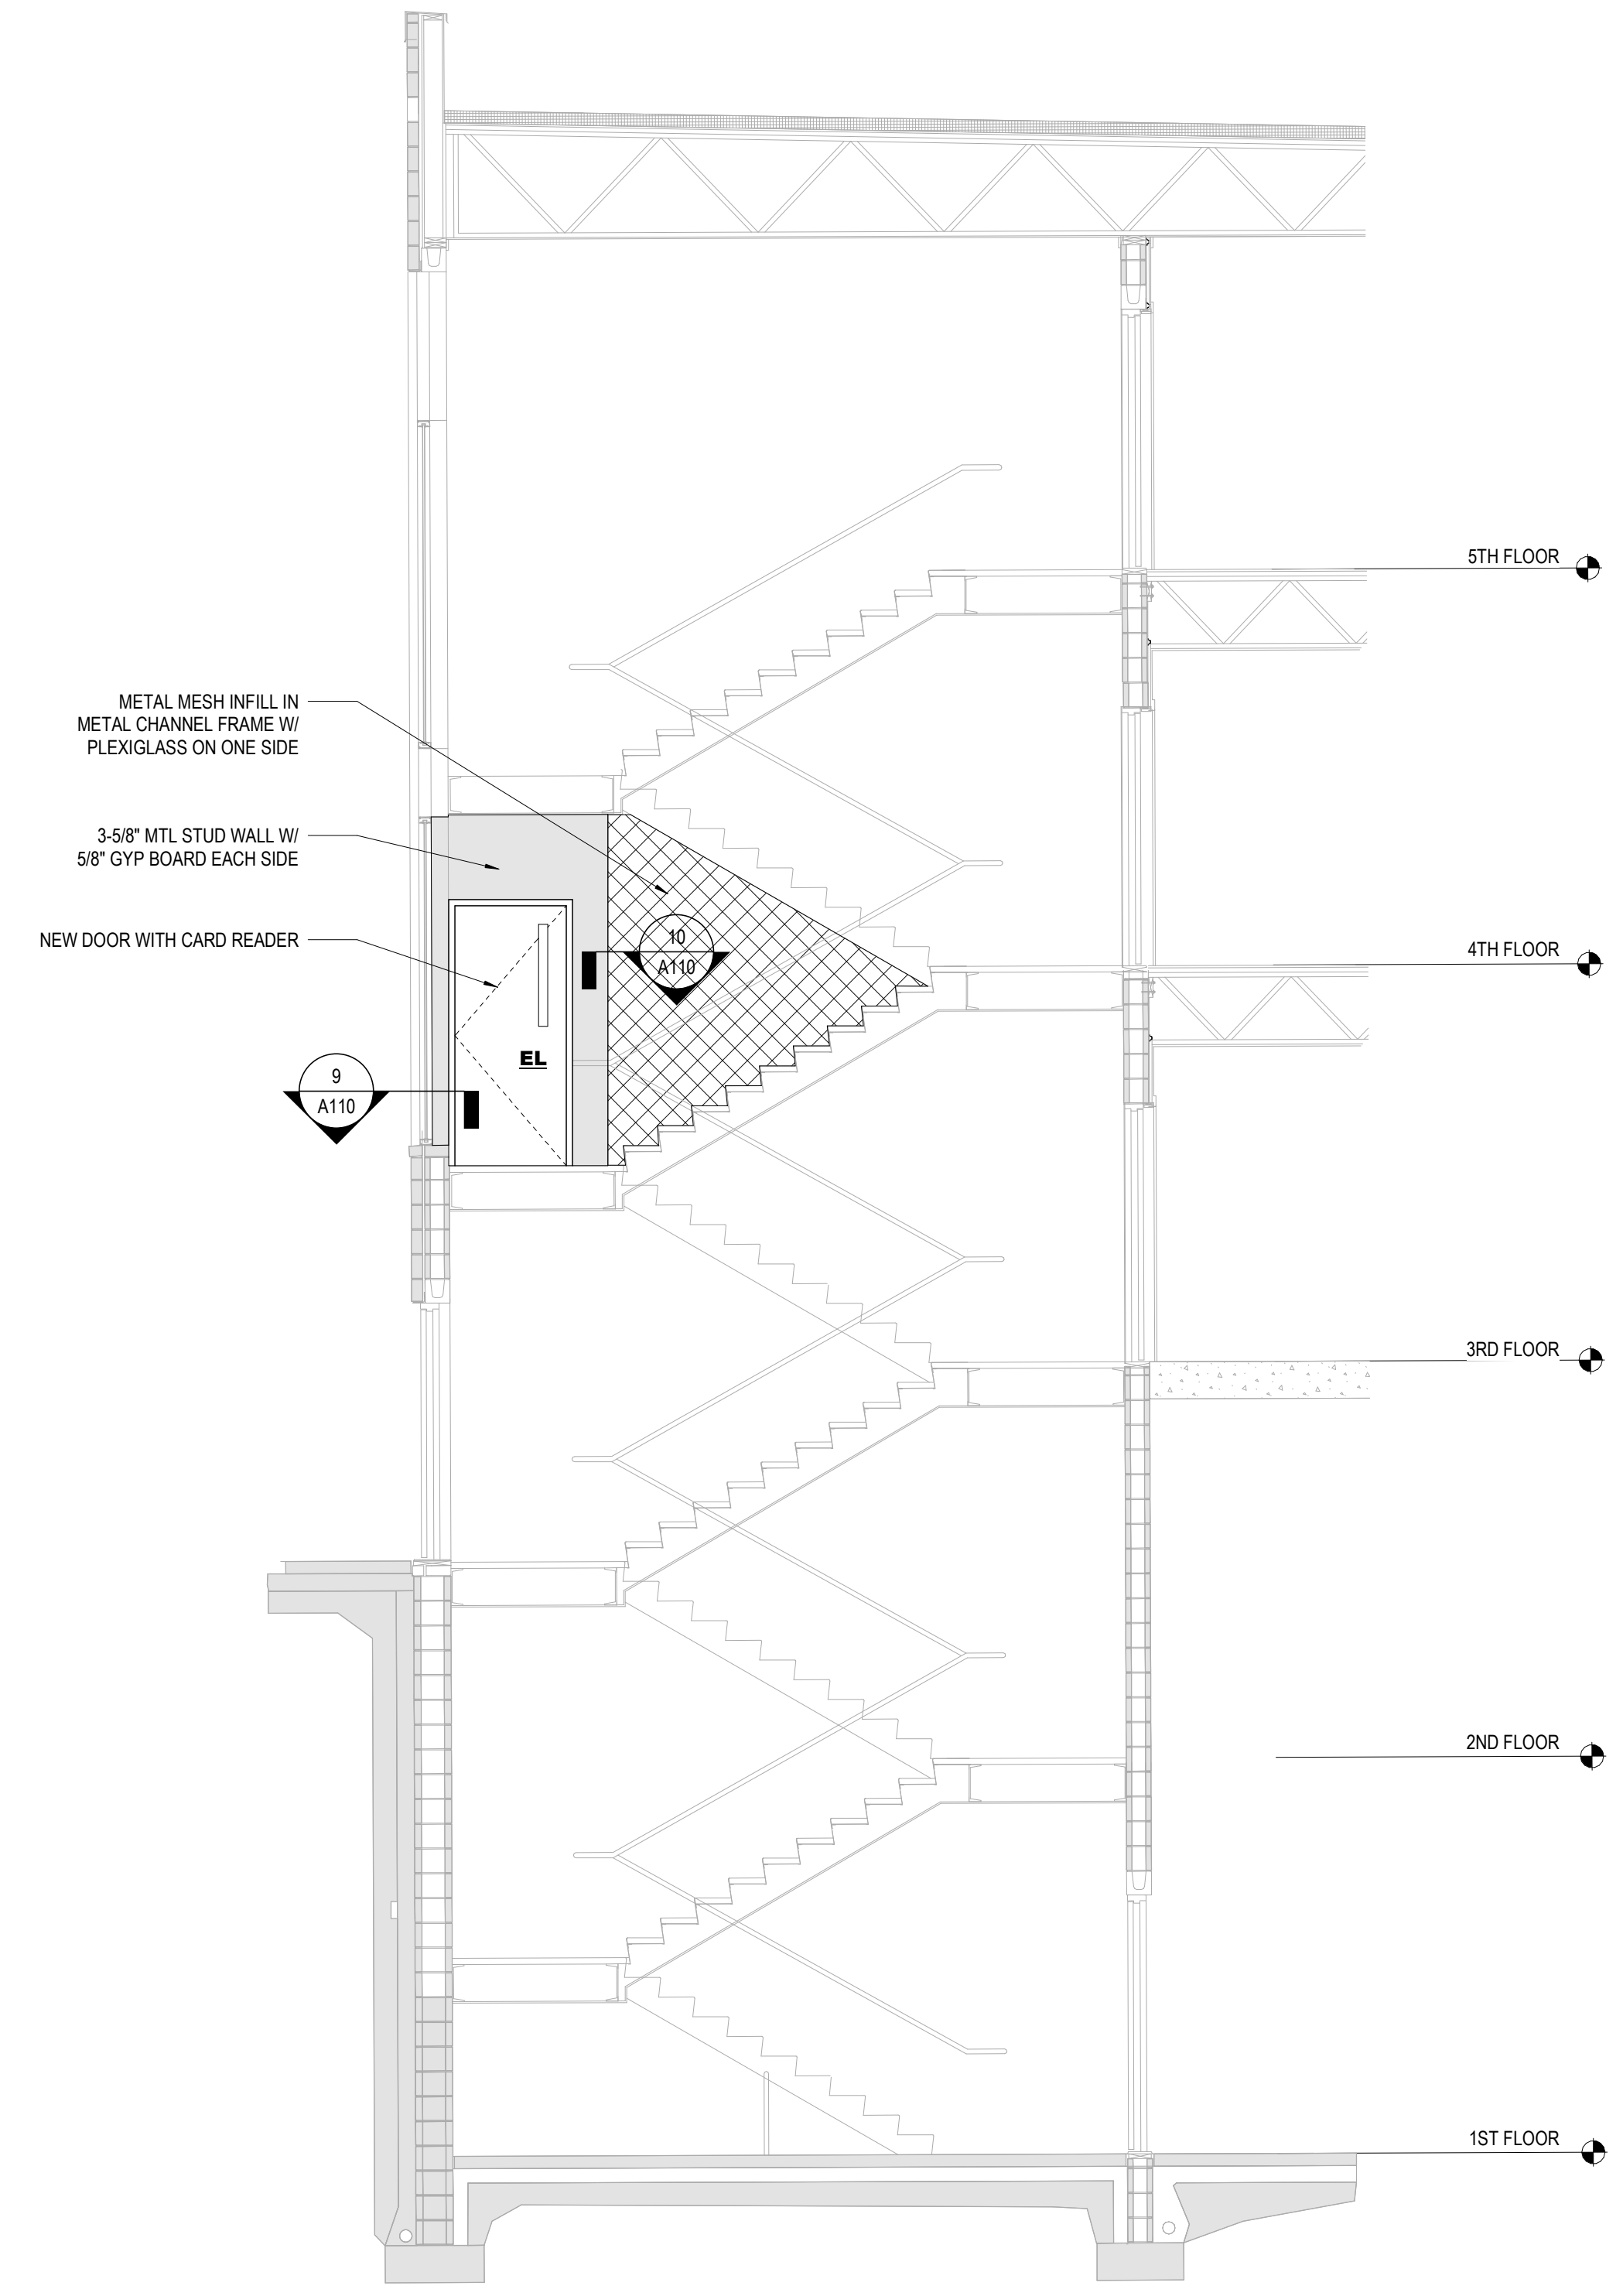 5TH FLOOR
METAL MESH INFILL IN
METAL CHANNEL FRAME W/
PLEXIGLASS ON ONE SIDE
3-5/8" MTL STUD WALL W/
5/8" GYP BOARD EACH SIDE
NEW DOOR WITH CARD READER
10
A110
4TH FLOOR
EL
9
A110
3RD FLOOR
2ND FLOOR
1ST FLOOR